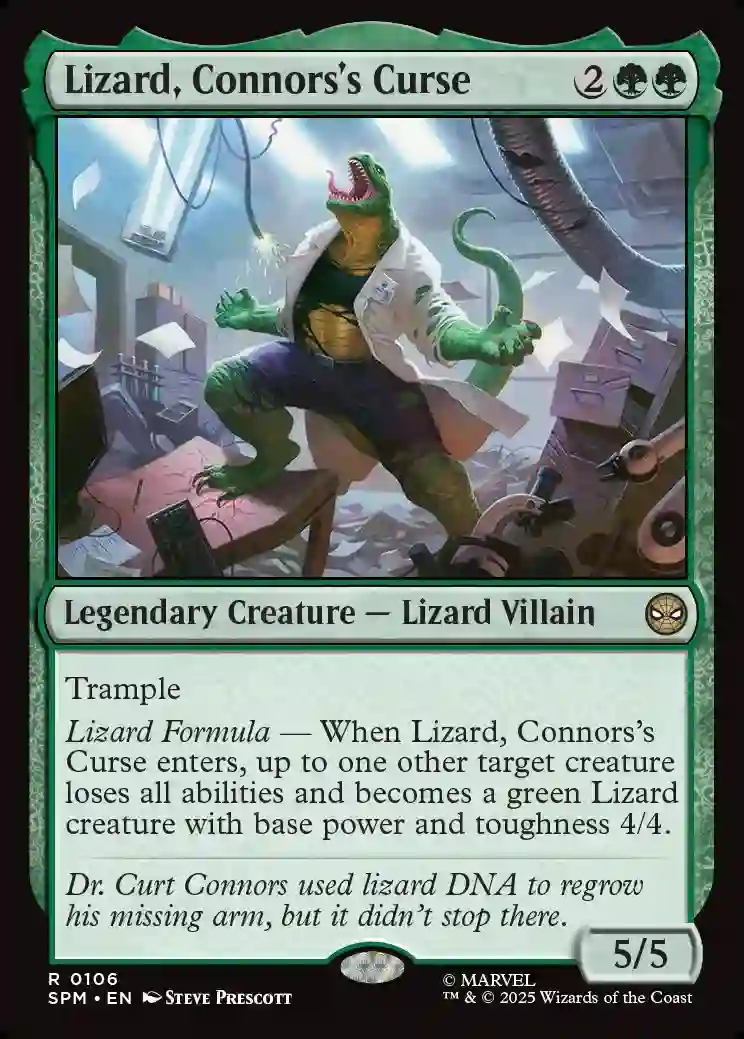 Lizard, Connors's Curse 2
Legendary Creature — Lizard Villain
Trample
Lizard Formula — When Lizard, Connors's
Curse enters, up to one other target creature
loses all abilities and becomes a green Lizard
creature with base power and toughness 4/4.
Dr. Curt Connors used lizard DNA to regrow
his missing arm, but it didn't stop there.
5/5
R 0106
SPM • EN Steve Prescott
© MARVEL
™ & © 2025 Wizards of the Coast